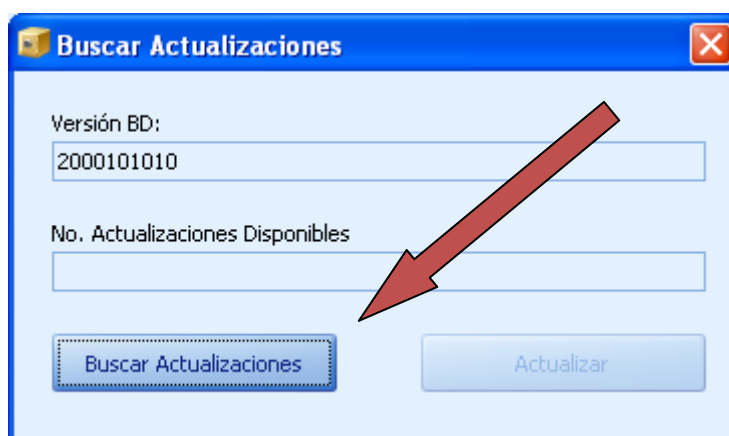 Buscar Actualizaciones
Versión BD:
2000101010
No. Actualizaciones Disponibles
Buscar Actualizaciones
Actualizar